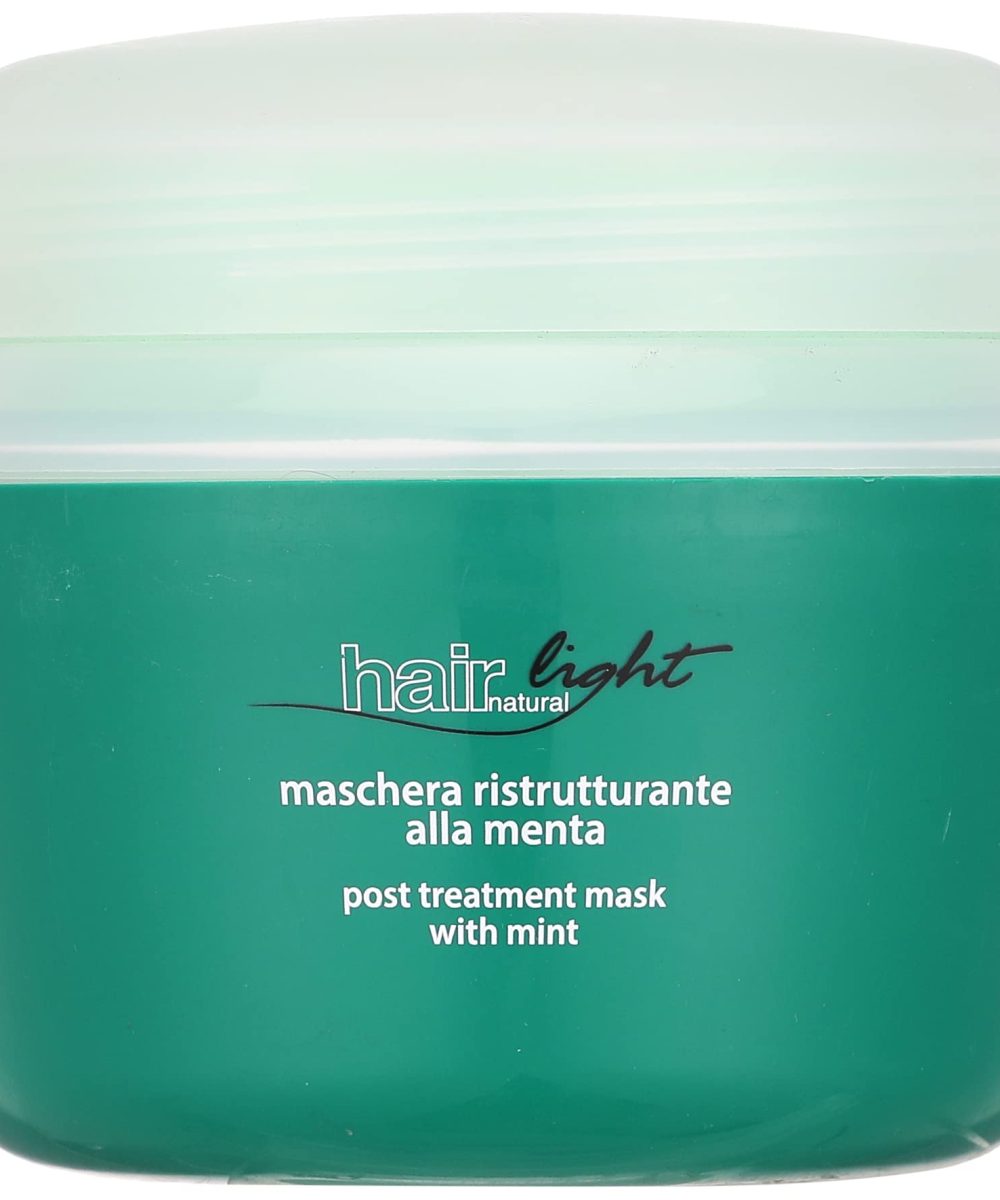 hair light
natural
maschera ristrutturante
alla menta
post treatment mask
with mint